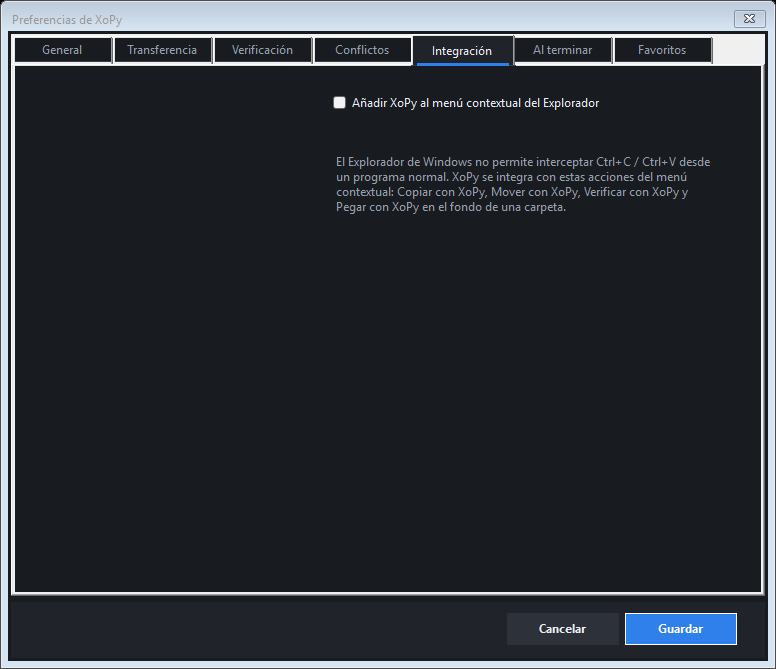 Preferencias de XoPy
General
Transferencia
Verificación
Conflictos
Integración
Al terminar
Favoritos
Añadir XoPy al menú contextual del Explorador
El Explorador de Windows no permite interceptar Ctrl+C / Ctrl+V desde
un programa normal. XoPy se integra con estas acciones del menú
contextual: Copiar con XoPy, Mover con XoPy, Verificar con XoPy y
Pegar con XoPy en el fondo de una carpeta.
Cancelar
Guardar